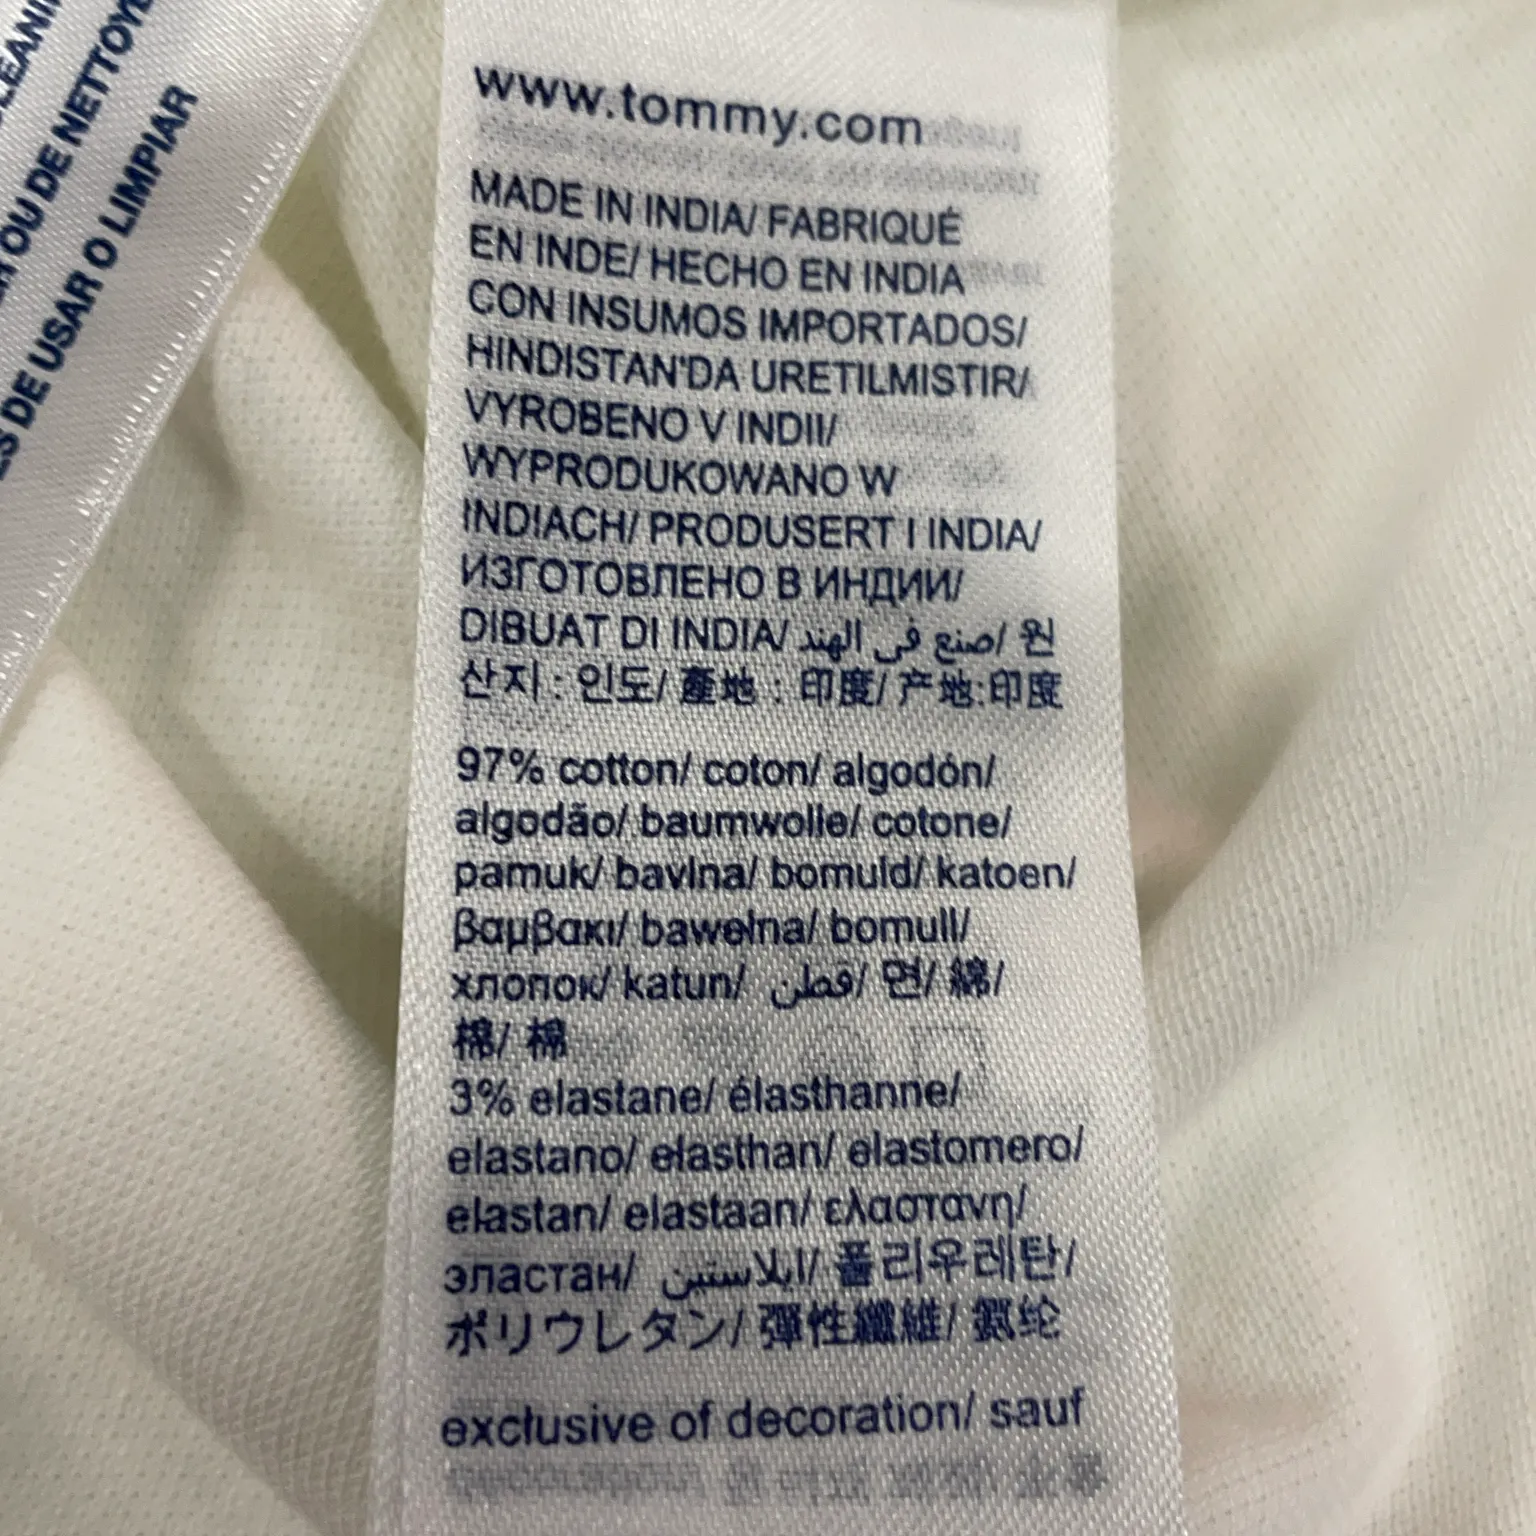 LEANIN
R OU DE NETTOYE
ES DE USAR O LIMPIAR
www.tommy.com
MADE IN INDIA/ FABRIQUÉ
EN INDE/ HECHO EN INDIA
CON INSUMOS IMPORTADOS/
HINDISTAN'DA URETILMISTIR/
VYROBENO V INDII/
WYPRODUKOWANO W
INDIACH/ PRODUSERT I INDIA/
ИЗГОТОВЛЕНО В ИНДИИ/
DIBUAT DI INDIA/ صنع في الهند/ 원
산지 : 인도/ 產地 : 印度/ 产地:印度
97% cotton/ coton/ algodón/
algodão/ baumwolle/ cotone/
pamuk/ bavlna/ bomuld/ katoen/
βαμβακι/ bawełna/ bomull/
хлопок/ katun/ قطن/ 면/ 綿/
棉/ 棉
3% elastane/ élasthanne/
elastano/ elasthan/ elastomero/
elastan/ elastaan/ ελαστανη/
эластан/ ايلاستين/ 폴리우레탄/
ポリウレタン/ 彈性纖維/ 氨纶
exclusive of decoration/ sauf